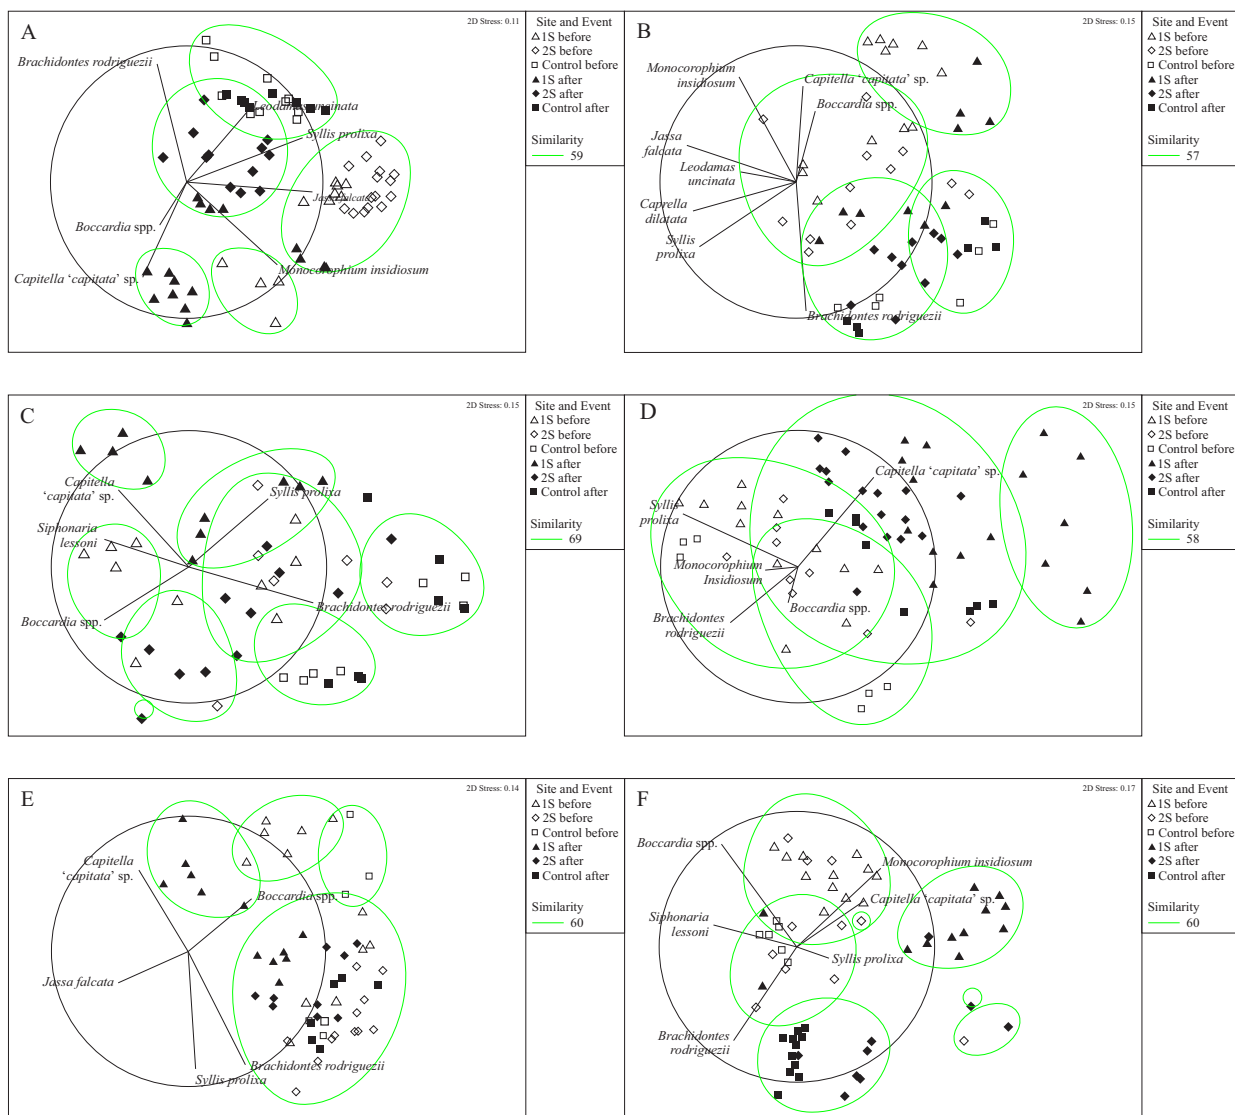 A
2D Stress: 0.11
Brachidontes rodriguezii
Leodamas uncinata
Syllis prolixa
Jassa falcata
Boccardia spp.
Capitella ‘capitata’ sp.
Monocorophium insidiosum
Site and Event
1S before
2S before
Control before
1S after
2S after
Control after
Similarity
59
B
2D Stress: 0.15
Monocorophium
insidiosum
Capitella ‘capitata’ sp.
Boccardia spp.
Jassa
falcata
Leodamas
uncinata
Caprella
dilatata
Syllis
prolixa
Brachidontes rodriguezii
Site and Event
1S before
2S before
Control before
1S after
2S after
Control after
Similarity
57
C
2D Stress: 0.15
Capitella
‘capitata’ sp.
Syllis prolixa
Siphonaria
lessoni
Brachidontes rodriguezii
Boccardia spp.
Site and Event
1S before
2S before
Control before
1S after
2S after
Control after
Similarity
69
D
2D Stress: 0.15
Capitella ‘capitata’ sp.
Syllis
prolixa
Monocorophium
Insidiosum
Boccardia spp.
Brachidontes
rodriguezii
Site and Event
1S before
2S before
Control before
1S after
2S after
Control after
Similarity
58
E
2D Stress: 0.14
Capitella
‘capitata’ sp.
Boccardia spp.
Jassa falcata
Brachidontes rodriguezii
Syllis prolixa
Site and Event
1S before
2S before
Control before
1S after
2S after
Control after
Similarity
60
F
2D Stress: 0.17
Boccardia spp.
Monocorophium insidiosum
Capitella ‘capitata’ sp.
Siphonaria
lessoni
Syllis prolixa
Brachidontes
rodriguezii
Site and Event
1S before
2S before
Control before
1S after
2S after
Control after
Similarity
60